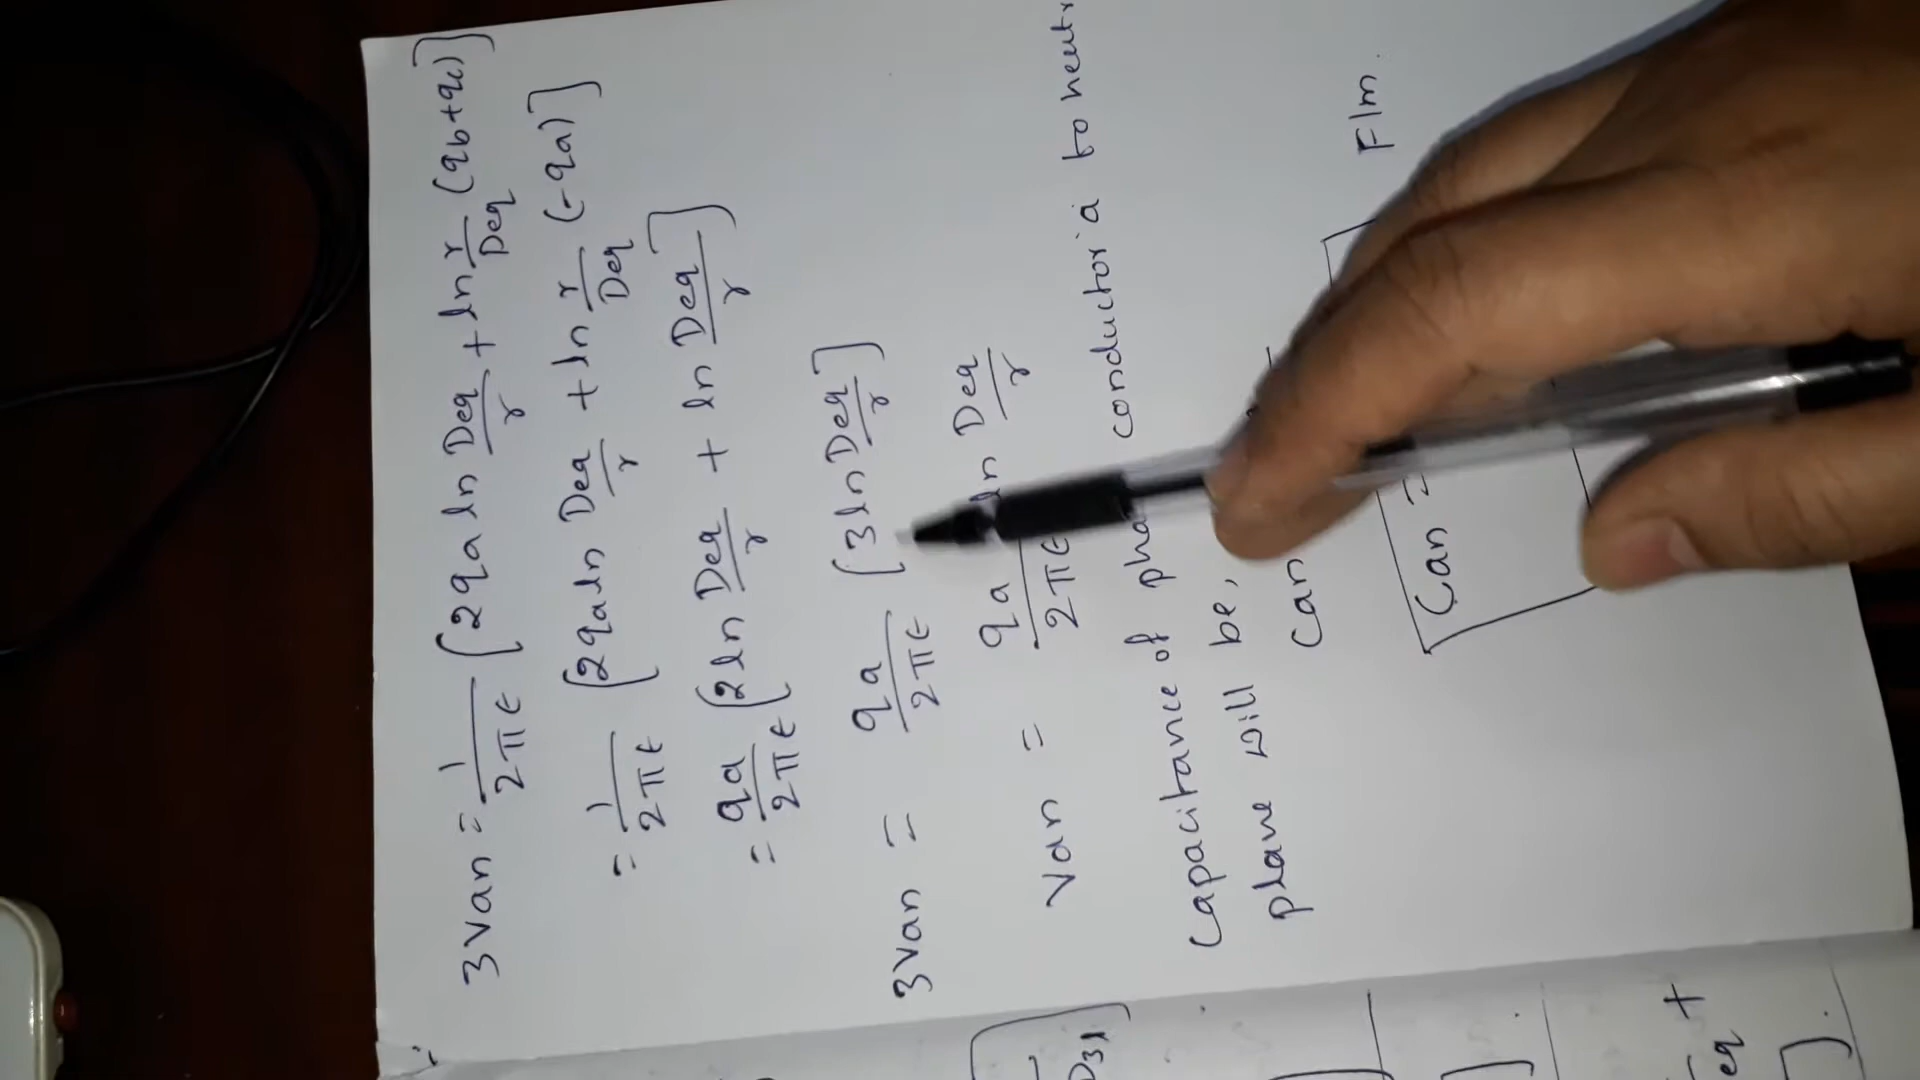 3Van = 1/2πε [2qa ln Deq/r + ln r/Deq (qb+qc)]
= 1/2πε [2qa ln Deq/r + ln r/Deq (-qa)]
= qa/2πε [2 ln Deq/r + ln Deq/r]
3Van = qa/2πε [3 ln Deq/r]
Van = qa/2πε ln Deq/r
Capacitance of conductor a to
plane will be,
Can
Can = F/m.
D31]
].
eq +
].